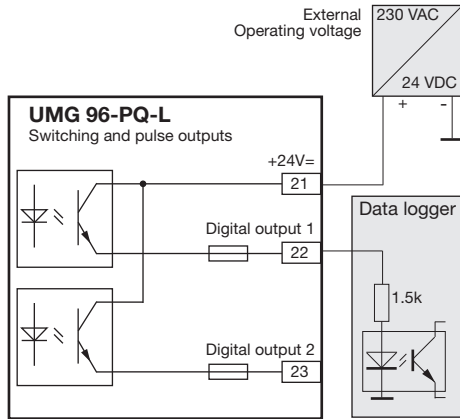 External
Operating voltage
230 VAC
24 VDC
+ -
UMG 96-PQ-L
Switching and pulse outputs
+24V=
21
Data logger
Digital output 1
22
1.5k
Digital output 2
23